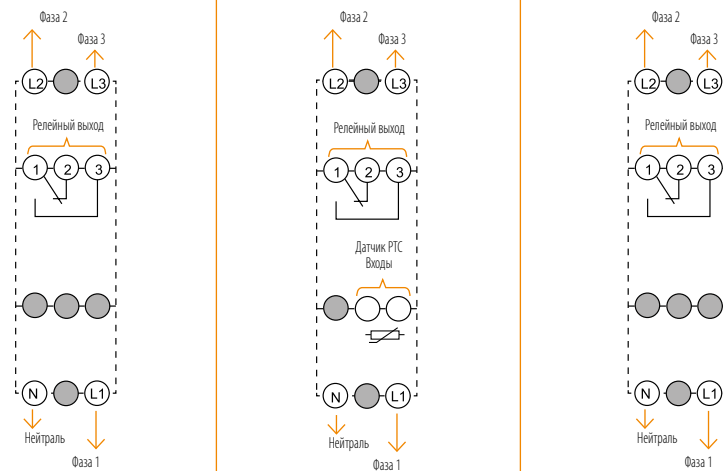 Фаза 2
Фаза 3
L2
L3
Релейный выход
1 2 3
N
L1
Нейтраль
Фаза 1
Фаза 2
Фаза 3
L2
L3
Релейный выход
1 2 3
Датчик PTC
Входы
N
L1
Нейтраль
Фаза 1
Фаза 2
Фаза 3
L2
L3
Релейный выход
1 2 3
N
L1
Нейтраль
Фаза 1